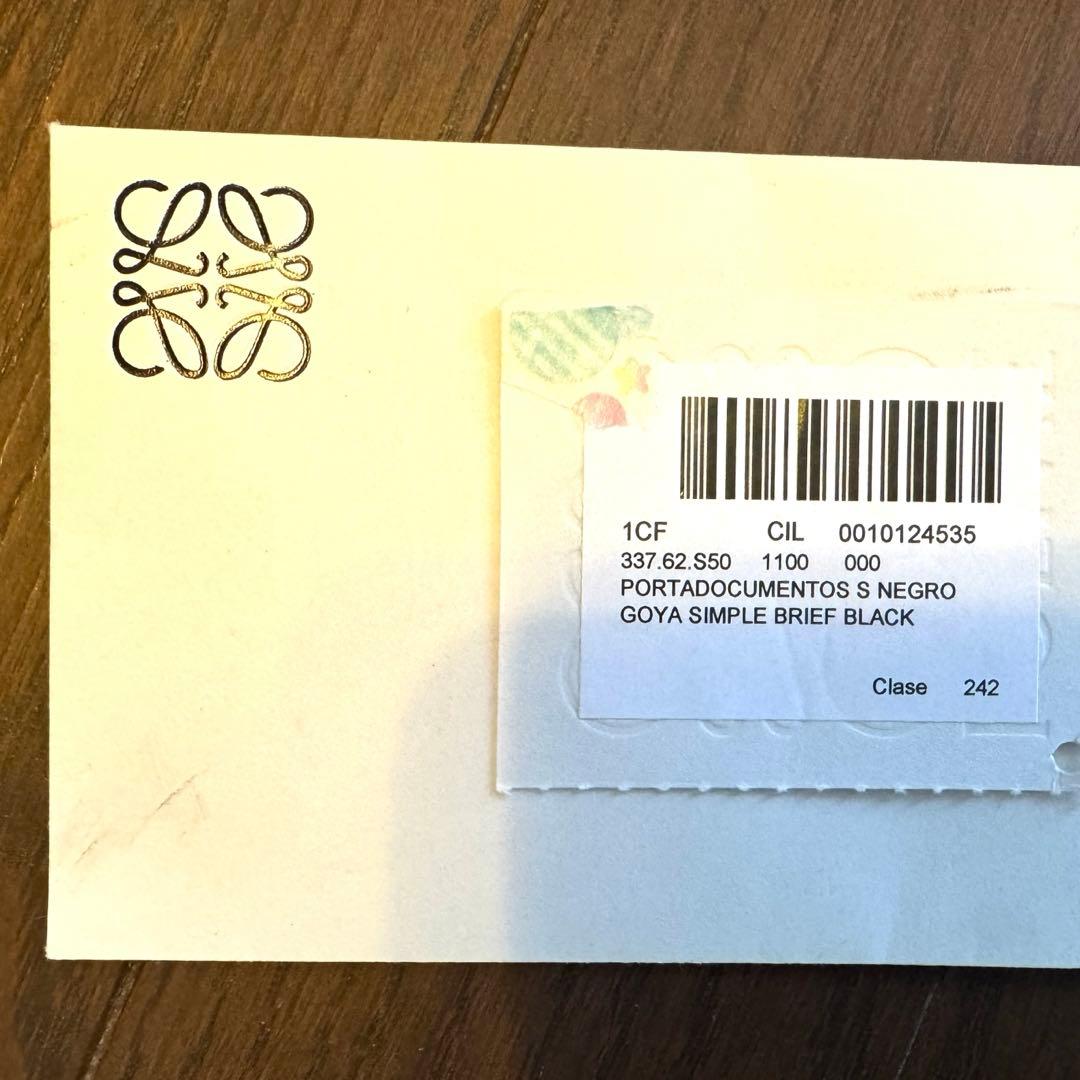 1CF CIL 0010124535
337.62.S50 1100 000
PORTADOCUMENTOS S NEGRO
GOYA SIMPLE BRIEF BLACK
Clase 242